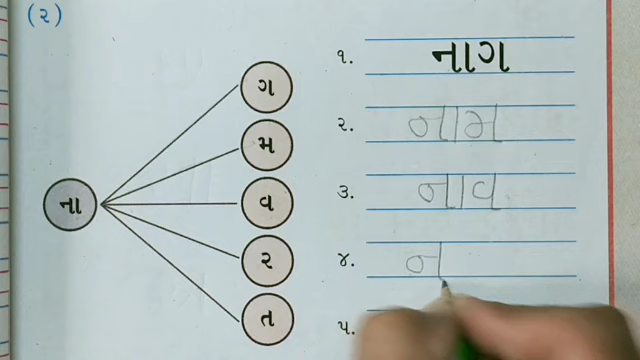 (૨)
ના
ગ
મ
વ
ર
ત
૧. નાગ
૨. નામ
૩. નાવ
૪. ન
૫.